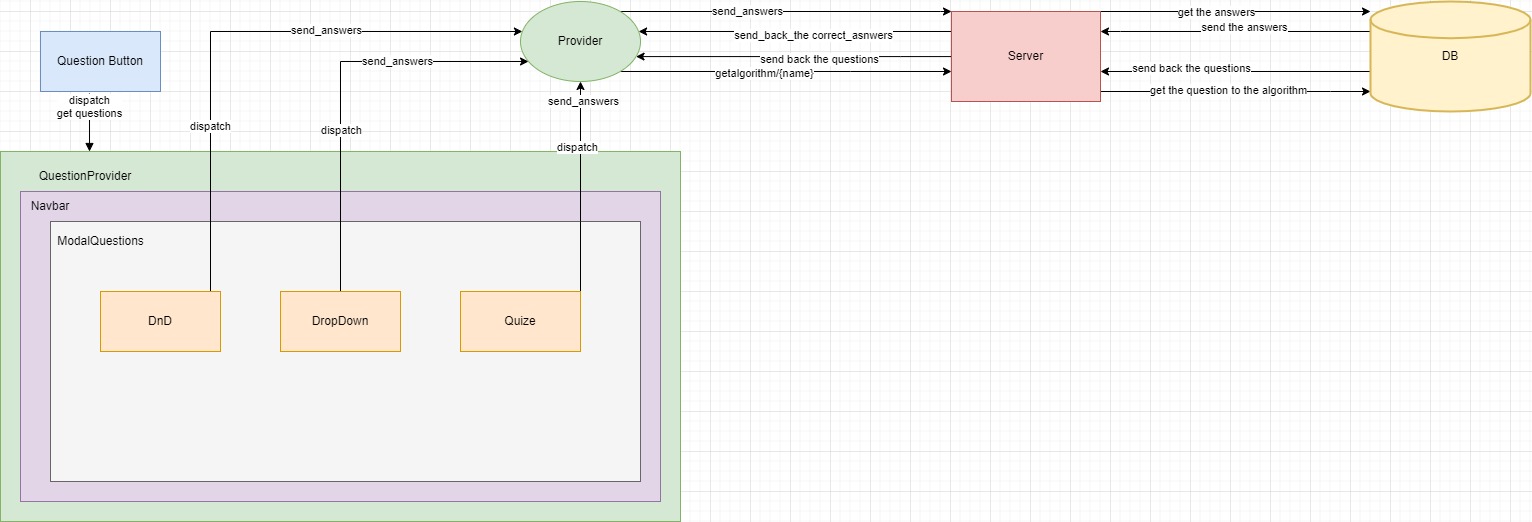 send_answers
get the answers
send_answers
Provider
send_back_the correct_asnwers
Server
send the answers
DB
Question Button
send_answers
send back the questions
send back the questions
getalgorithm/{name}
get the question to the algorithm
dispatch
get questions
send_answers
dispatch
dispatch
dispatch
QuestionProvider
Navbar
ModalQuestions
DnD
DropDown
Quize